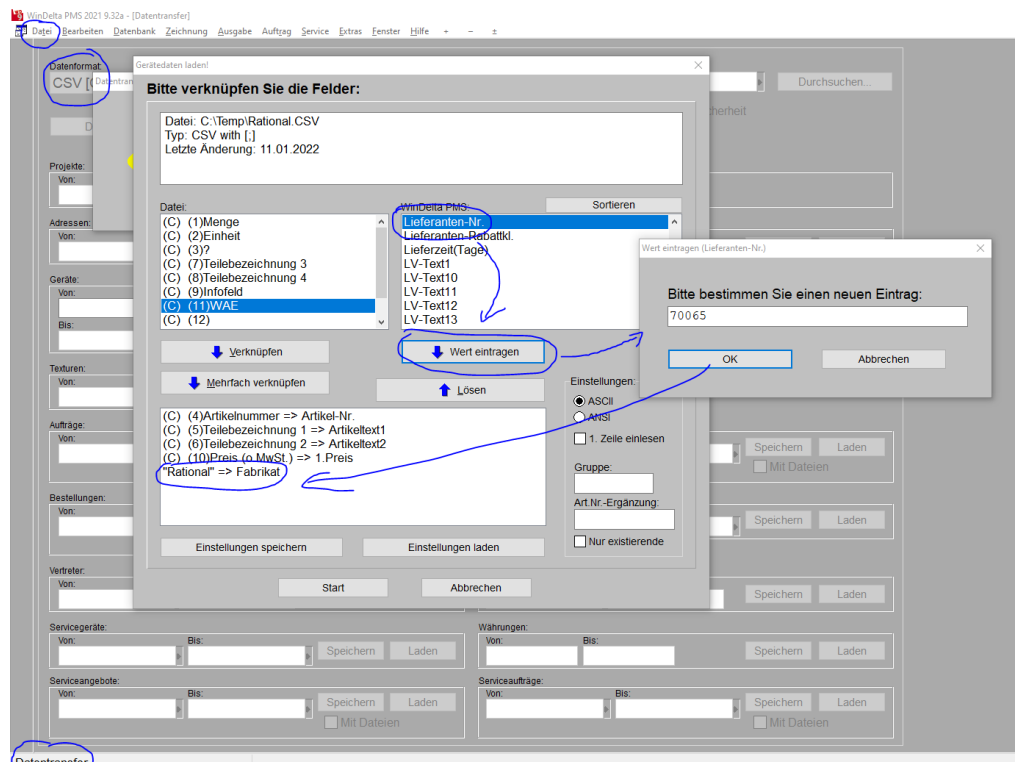 WinDelta PMS 2021 9.32a - [Datentransfer]
Datei Bearbeiten Datenbank Zeichnung Ausgabe Auftrag Service Extras Fenster Hilfe + - ±
Datenformat:
CSV [
Datentran
Durchsuchen...
herheit
D
Gerätedaten laden!
Bitte verknüpfen Sie die Felder:
Datei: C:\Temp\Rational.CSV
Typ: CSV with [;]
Letzte Änderung: 11.01.2022
Datei:
(C) (1)Menge
(C) (2)Einheit
(C) (3)?
(C) (7)Teilebezeichnung 3
(C) (8)Teilebezeichnung 4
(C) (9)Infofeld
(C) (11)WAE
(C) (12)
WinDelta PMS:
Sortieren
Lieferanten-Nr.
Lieferanten-Rabattkl.
Lieferzeit(Tage)
LV-Text1
LV-Text10
LV-Text11
LV-Text12
LV-Text13
Verknüpfen
Wert eintragen
Mehrfach verknüpfen
Lösen
(C) (4)Artikelnummer => Artikel-Nr.
(C) (5)Teilebezeichnung 1 => Artikeltext1
(C) (6)Teilebezeichnung 2 => Artikeltext2
(C) (10)Preis (o.MwSt.) => 1.Preis
"Rational" => Fabrikat
Einstellungen:
ASCII
ANSI
1. Zeile einlesen
Gruppe:
Art.Nr.-Ergänzung:
Nur existierende
Einstellungen speichern
Einstellungen laden
Start
Abbrechen
Wert eintragen (Lieferanten-Nr.)
Bitte bestimmen Sie einen neuen Eintrag:
70065
OK
Abbrechen
Projekte:
Von:
Adressen:
Von:
Geräte:
Von:
Bis:
Texturen:
Von:
Aufträge:
Von:
Speichern Laden
Mit Dateien
Bestellungen:
Von:
Speichern Laden
Vertreter:
Von:
Speichern Laden
Servicegeräte:
Von: Bis:
Speichern Laden
Währungen:
Von: Bis:
Speichern Laden
Serviceangebote:
Von: Bis:
Speichern Laden
Mit Dateien
Serviceaufträge:
Von: Bis:
Speichern Laden
Mit Dateien
Datentransfer